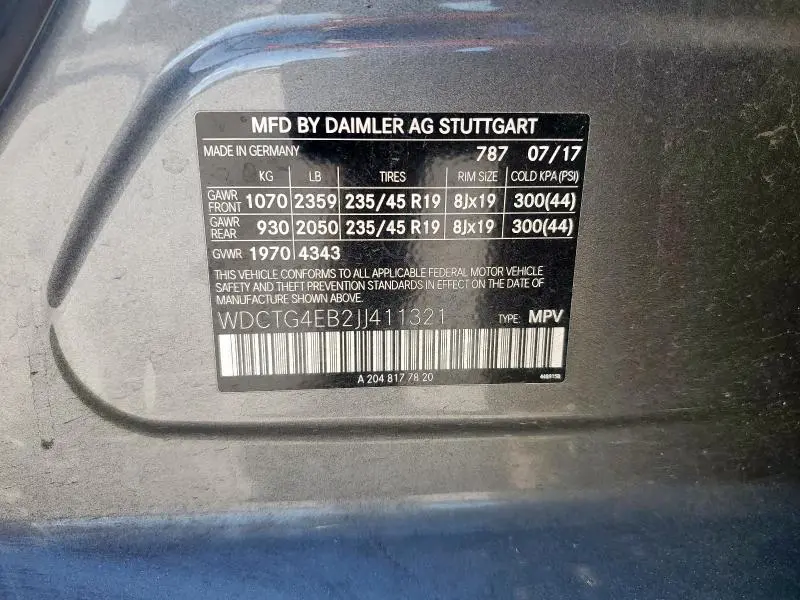 MFD BY DAIMLER AG STUTTGART
MADE IN GERMANY 787 07/17
KG LB TIRES RIM SIZE COLD KPA (PSI)
GAWR FRONT 1070 2359 235/45 R19 8Jx19 300(44)
GAWR REAR 930 2050 235/45 R19 8Jx19 300(44)
GVWR 1970 4343
THIS VEHICLE CONFORMS TO ALL APPLICABLE FEDERAL MOTOR VEHICLE
SAFETY AND THEFT PREVENTION STANDARDS IN EFFECT ON THE DATE OF
MANUFACTURE SHOWN ABOVE.
WDCTG4EB2JJ411321 TYPE: MPV
A 204 817 78 20